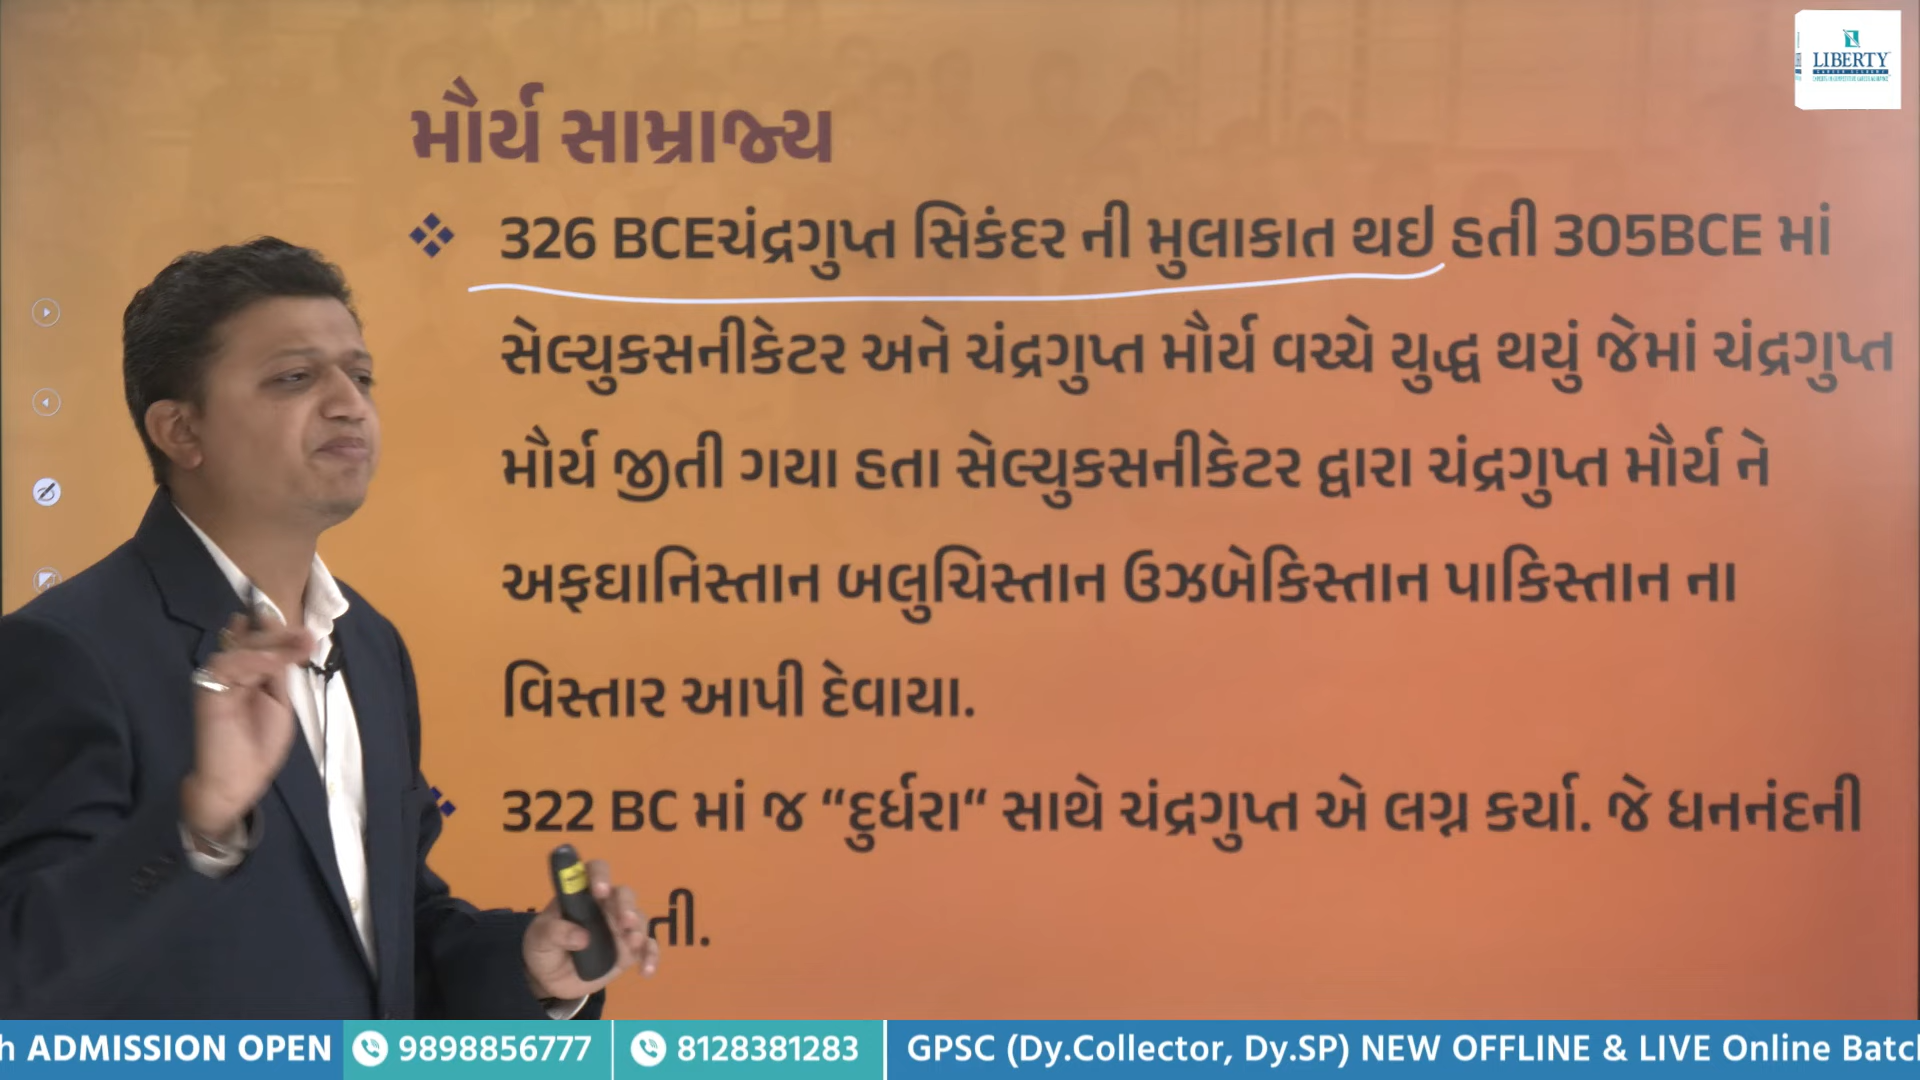 LIBERTY
મૌર્ય સામ્રાજ્ય
326 BCEચંદ્રગુપ્ત સિકંદર ની મુલાકાત થઇ હતી 305BCE માં
સેલ્યુકસનીકેટર અને ચંદ્રગુપ્ત મૌર્ય વચ્ચે યુદ્ધ થયું જેમાં ચંદ્રગુપ્ત
મૌર્ય જીતી ગયા હતા સેલ્યુકસનીકેટર દ્વારા ચંદ્રગુપ્ત મૌર્ય ને
અફઘાનિસ્તાન બલુચિસ્તાન ઉઝબેકિસ્તાન પાકિસ્તાન ના
વિસ્તાર આપી દેવાયા.
322 BC માં જ “દુર્ધરા“ સાથે ચંદ્રગુપ્ત એ લગ્ન કર્યા. જે ધનનંદની
તી.
h ADMISSION OPEN 9898856777 8128381283 GPSC (Dy.Collector, Dy.SP) NEW OFFLINE & LIVE Online Batch